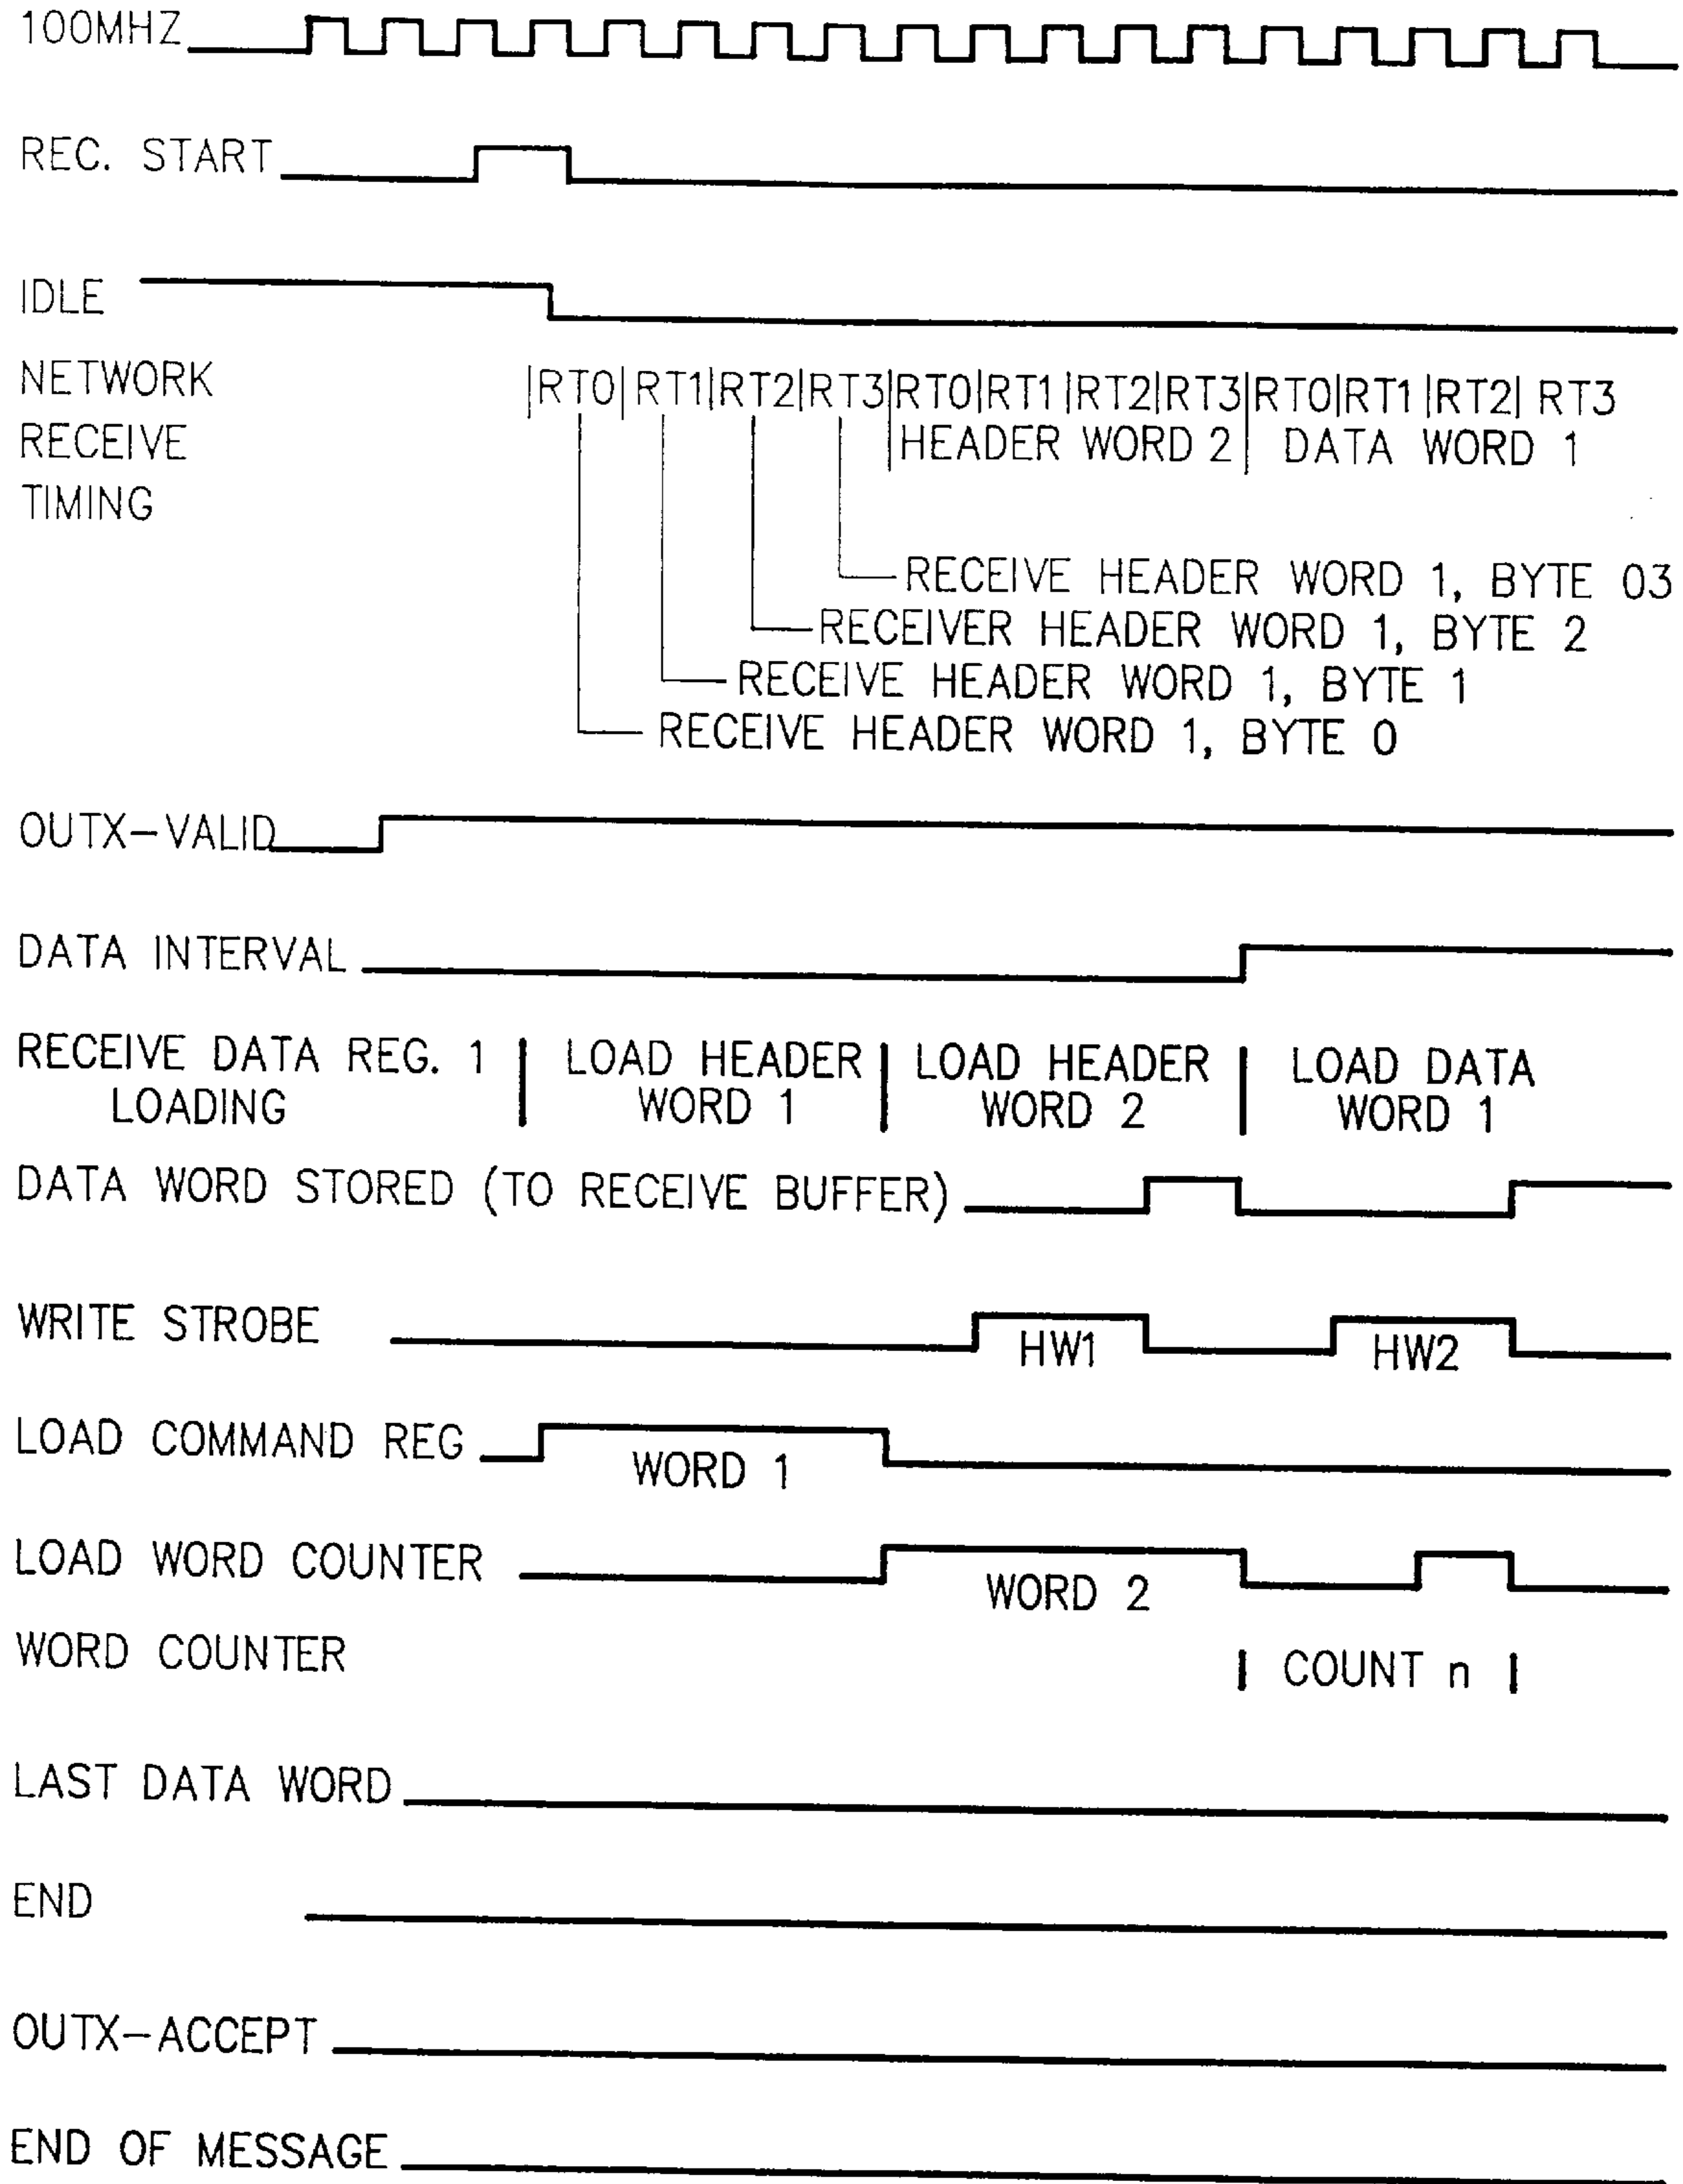 100MHZ
REC. START
IDLE
NETWORK RECEIVE TIMING
|RT0| RT1|RT2|RT3|RT0|RT1 |RT2|RT3|RT0|RT1 |RT2| RT3
HEADER WORD 2
DATA WORD 1
RECEIVE HEADER WORD 1, BYTE 03
RECEIVER HEADER WORD 1, BYTE 2
RECEIVE HEADER WORD 1, BYTE 1
RECEIVE HEADER WORD 1, BYTE 0
OUTX-VALID
DATA INTERVAL
RECEIVE DATA REG. 1
LOADING
LOAD HEADER
WORD 1
LOAD HEADER
WORD 2
LOAD DATA
WORD 1
DATA WORD STORED (TO RECEIVE BUFFER)
WRITE STROBE
HW1
HW2
LOAD COMMAND REG
WORD 1
LOAD WORD COUNTER
WORD 2
WORD COUNTER
COUNT n
LAST DATA WORD
END
OUTX-ACCEPT
END OF MESSAGE